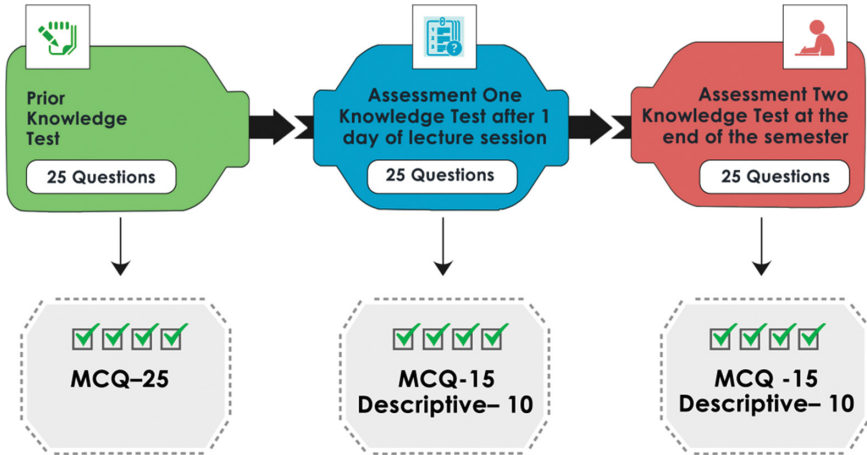 Prior
Knowledge
Test
25 Questions
Assessment One
Knowledge Test after 1
day of lecture session
25 Questions
Assessment Two
Knowledge Test at the
end of the semester
25 Questions
MCQ–25
MCQ-15
Descriptive– 10
MCQ -15
Descriptive– 10